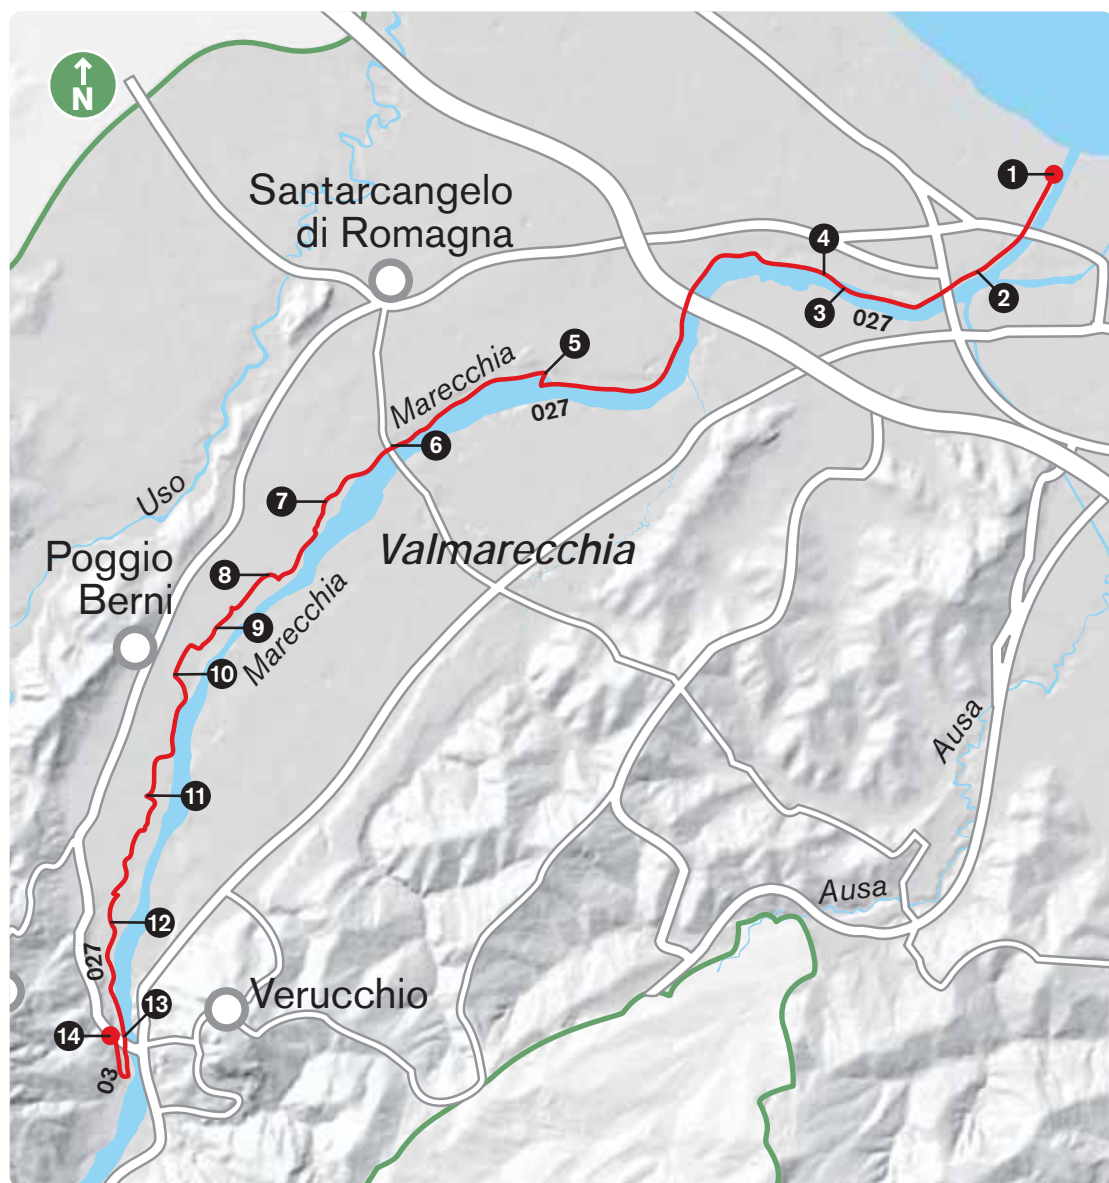 N
Santarcangelo
di Romagna
1
4
2
3
027
5
Marecchia
027
6
Uso
7
Valmarecchia
Poggio
Berni
8
Marecchia
9
10
Ausa
11
Ausa
12
027
Verucchio
13
14
03